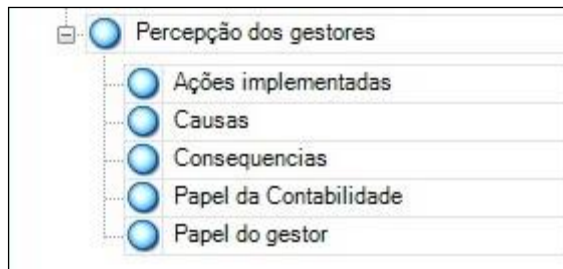 Percepção dos gestores
Ações implementadas
Causas
Consequencias
Papel da Contabilidade
Papel do gestor